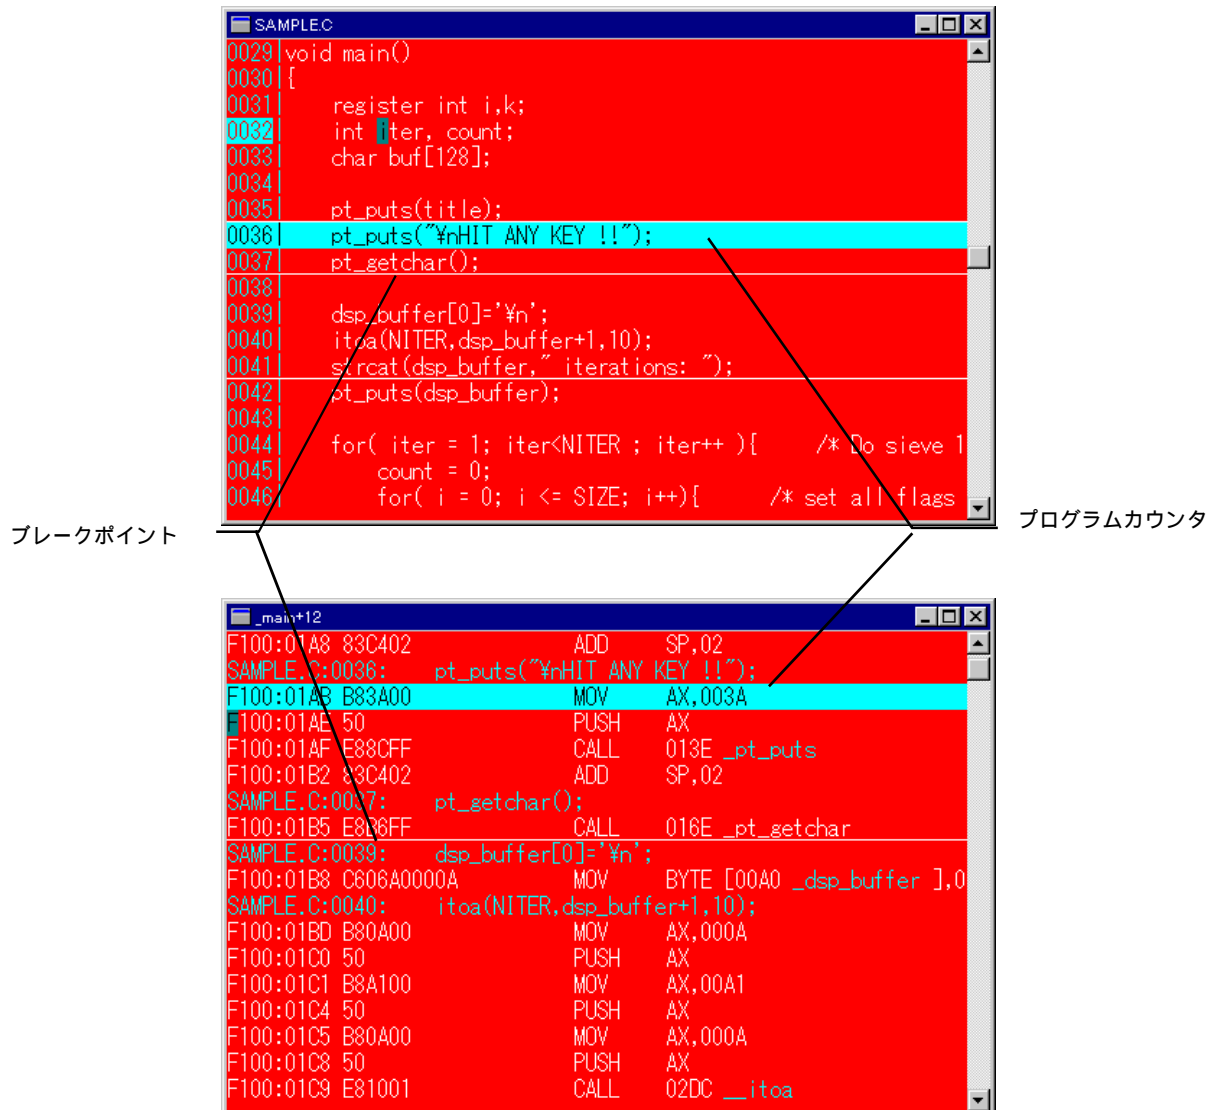 SAMPLE.C
0029|void main()
0030|{
0031|    register int i,k;
0032|    int iter, count;
0033|    char buf[128];
0034|
0035|    pt_puts(title);
0036|    pt_puts("¥nHIT ANY KEY !!");
0037|    pt_getchar();
0038|
0039|    dsp_buffer[0]='¥n';
0040|    itoa(NITER,dsp_buffer+1,10);
0041|    strcat(dsp_buffer," iterations: ");
0042|    pt_puts(dsp_buffer);
0043|
0044|    for( iter = 1; iter<NITER ; iter++ ){     /* Do sieve 1
0045|        count = 0;
0046|        for( i = 0; i <= SIZE; i++){      /* set all flags
ブレークポイント
プログラムカウンタ
_main+12
F100:01A8 83C402 ADD SP,02
SAMPLE.C:0036: pt_puts("¥nHIT ANY KEY !!");
F100:01AB B83A00 MOV AX,003A
F100:01AE 50 PUSH AX
F100:01AF E88CFF CALL 013E _pt_puts
F100:01B2 83C402 ADD SP,02
SAMPLE.C:0037: pt_getchar();
F100:01B5 E8B6FF CALL 016E _pt_getchar
SAMPLE.C:0039: dsp_buffer[0]='¥n';
F100:01B8 C606A0000A MOV BYTE [00A0 _dsp_buffer ],0
SAMPLE.C:0040: itoa(NITER,dsp_buffer+1,10);
F100:01BD B80A00 MOV AX,000A
F100:01C0 50 PUSH AX
F100:01C1 B8A100 MOV AX,00A1
F100:01C4 50 PUSH AX
F100:01C5 B80A00 MOV AX,000A
F100:01C8 50 PUSH AX
F100:01C9 E81001 CALL 02DC __itoa